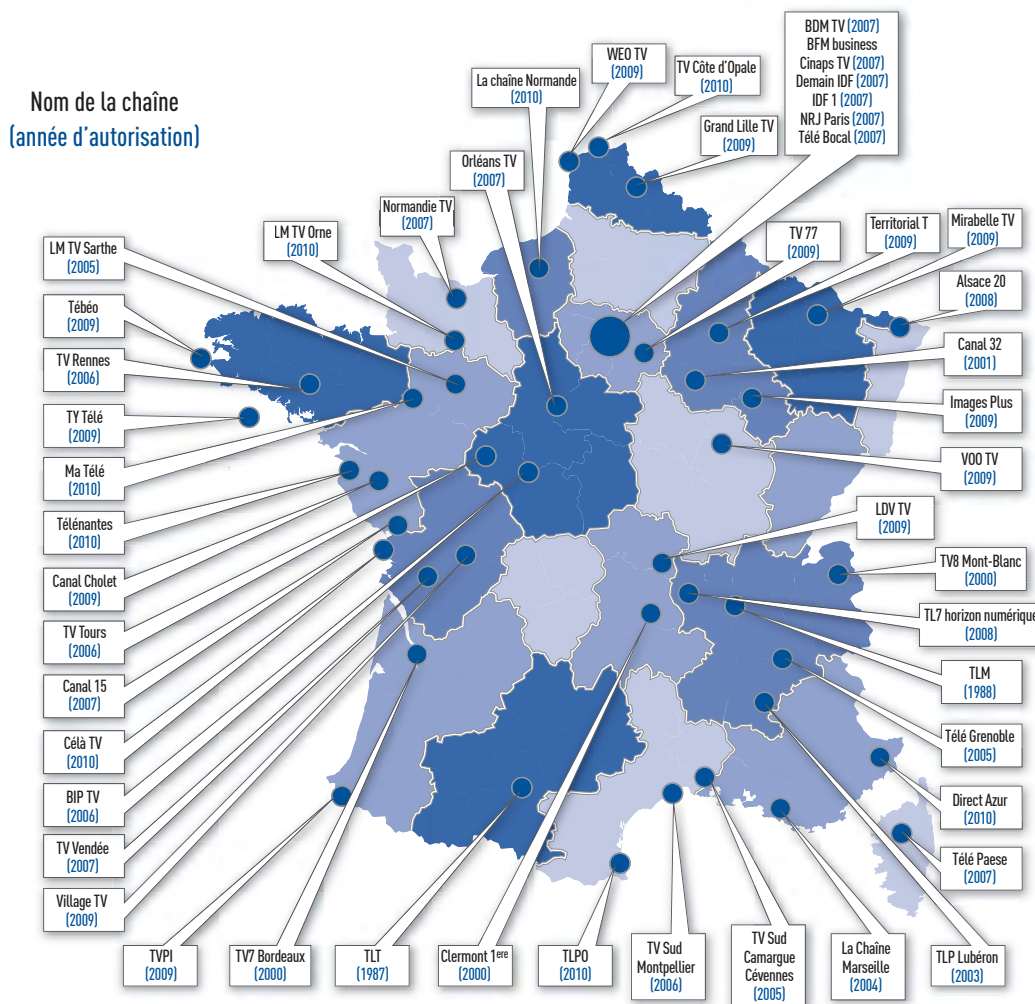 Nom de la chaîne
(année d'autorisation)
WEO TV
(2009)
La chaîne Normande
(2010)
TV Côte d'Opale
(2010)
BDM TV (2007)
BFM business
Cinaps TV (2007)
Demain IDF (2007)
IDF 1 (2007)
NRJ Paris (2007)
Télé Bocal (2007)
Grand Lille TV
(2009)
Orléans TV
(2007)
Normandie TV
(2007)
LM TV Orne
(2010)
LM TV Sarthe
(2005)
Tébéo
(2009)
TV Rennes
(2006)
TY Télé
(2009)
Ma Télé
(2010)
Télénantes
(2010)
Canal Cholet
(2009)
TV Tours
(2006)
Canal 15
(2007)
Célà TV
(2010)
BIP TV
(2006)
TV Vendée
(2007)
Village TV
(2009)
TV 77
(2009)
Territorial T
(2009)
Mirabelle TV
(2009)
Alsace 20
(2008)
Canal 32
(2001)
Images Plus
(2009)
VOO TV
(2009)
LDV TV
(2009)
TV8 Mont-Blanc
(2000)
TL7 horizon numérique
(2008)
TLM
(1988)
Télé Grenoble
(2005)
Direct Azur
(2010)
Télé Paese
(2007)
TVPI
(2009)
TV7 Bordeaux
(2000)
TLT
(1987)
Clermont 1ere
(2000)
TLPO
(2010)
TV Sud
Montpellier
(2006)
TV Sud
Camargue
Cévennes
(2005)
La Chaîne
Marseille
(2004)
TLP Lubéron
(2003)